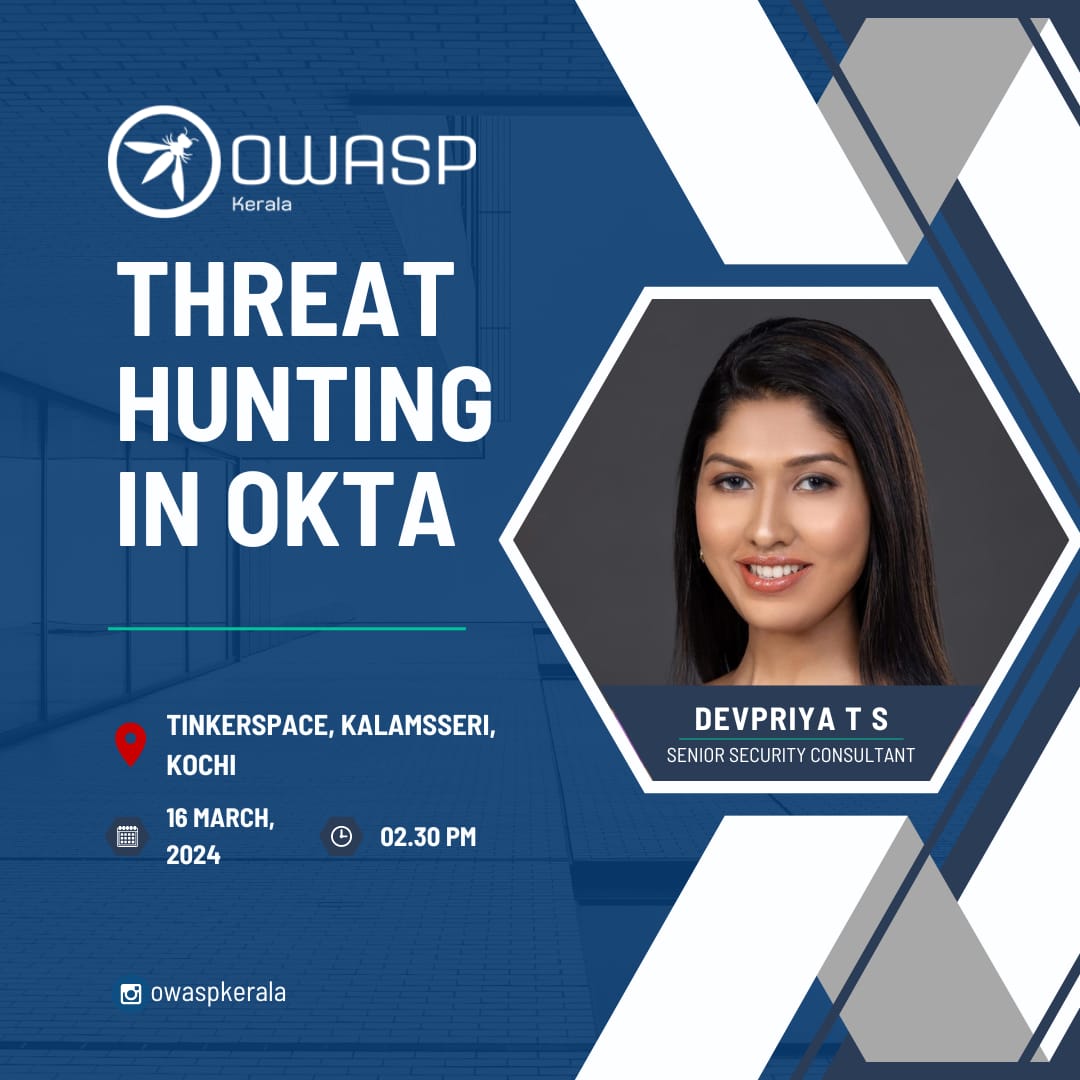 OWASP
Kerala
THREAT
HUNTING
IN OKTA
DEVPRIYA T S
SENIOR SECURITY CONSULTANT
TINKERSPACE, KALAMSSERI,
KOCHI
16 MARCH,
2024
02.30 PM
owaspkerala